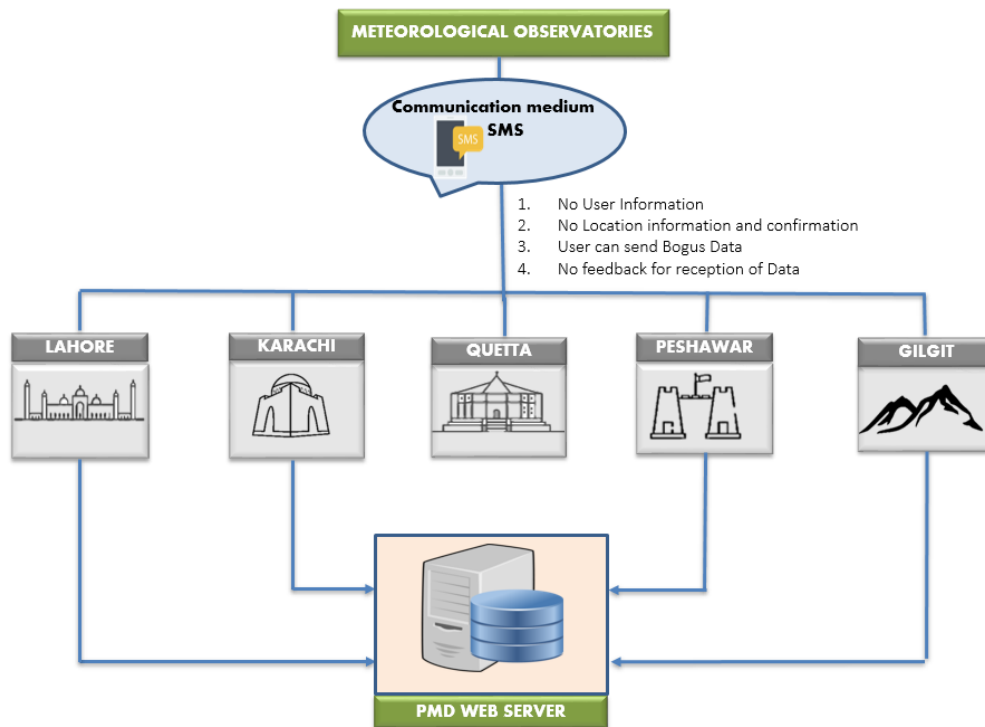 METEOROLOGICAL OBSERVATORIES
Communication medium
SMS
SMS
1. No User Information
2. No Location information and confirmation
3. User can send Bogus Data
4. No feedback for reception of Data
LAHORE
KARACHI
QUETTA
PESHAWAR
GILGIT
PMD WEB SERVER